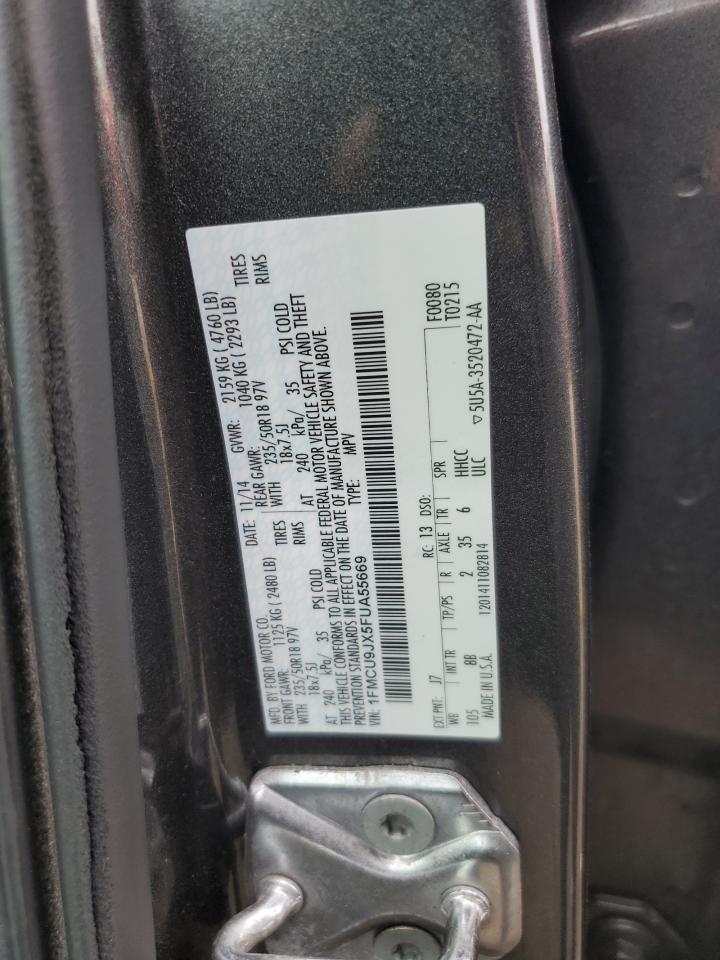 MFD. BY FORD MOTOR CO.
DATE: 11/14 GVWR: 2159 KG ( 4760 LB)
FRONT GAWR: 1125 KG ( 2480 LB) REAR GAWR: 1040 KG ( 2293 LB)
WITH 235/50R18 97V TIRES WITH 235/50R18 97V TIRES
18x7.5J RIMS 18x7.5J RIMS
AT 240 kPa/ 35 PSI COLD AT 240 kPa/ 35 PSI COLD
THIS VEHICLE CONFORMS TO ALL APPLICABLE FEDERAL MOTOR VEHICLE SAFETY AND THEFT
PREVENTION STANDARDS IN EFFECT ON THE DATE OF MANUFACTURE SHOWN ABOVE.
VIN: 1FMCU9JX5FUA55669 TYPE: MPV
EXT PNT: J7 RC: 13 DSO: F0080
WB INT TR TP/PS R AXLE TR SPR T0215
105 8B 2 35 6 HHCC
ULC
MADE IN U.S.A. 1201411082814 ▽5U5A-3520472-AA